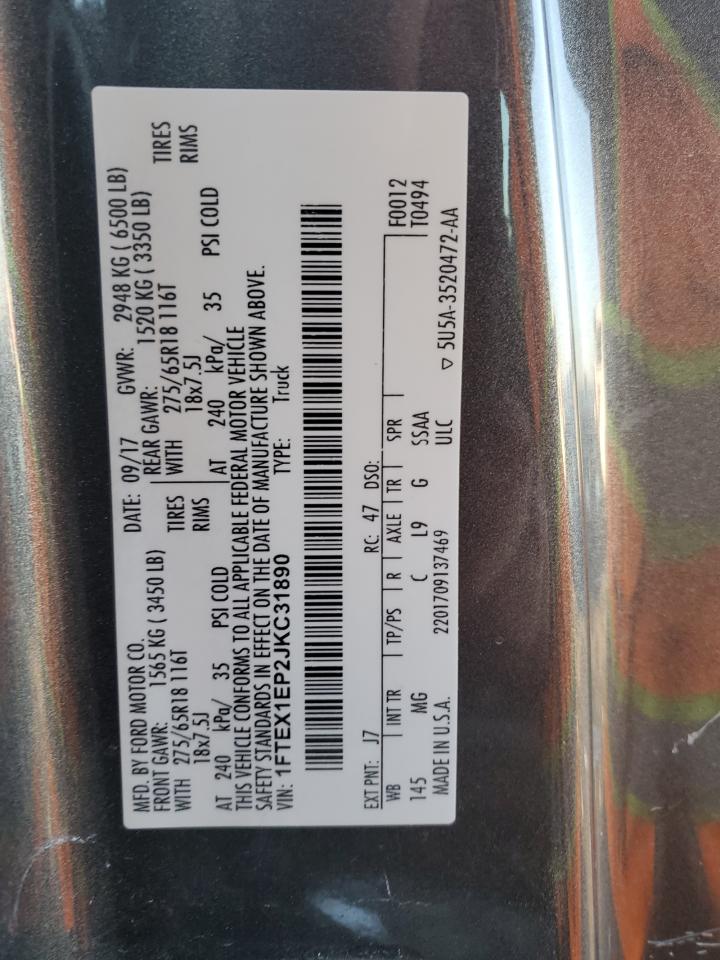 MFD. BY FORD MOTOR CO. DATE: 09/17 GVWR: 2948 KG ( 6500 LB)
FRONT GAWR: 1565 KG ( 3450 LB) REAR GAWR: 1520 KG ( 3350 LB)
WITH 275/65R18 116T TIRES WITH 275/65R18 116T TIRES
18x7.5J RIMS 18x7.5J RIMS
AT 240 kPa/ 35 PSI COLD AT 240 kPa/ 35 PSI COLD
THIS VEHICLE CONFORMS TO ALL APPLICABLE FEDERAL MOTOR VEHICLE
SAFETY STANDARDS IN EFFECT ON THE DATE OF MANUFACTURE SHOWN ABOVE.
VIN: 1FTEX1EP2JKC31890 TYPE: Truck
EXT PNT: J7 RC: 47 DSO:
WB INT TR TP/PS R AXLE TR SPR F0012
145 MG C L9 G SSAA T0494
MADE IN U.S.A. 2201709137469 ULC ▽ 5U5A-3520472-AA